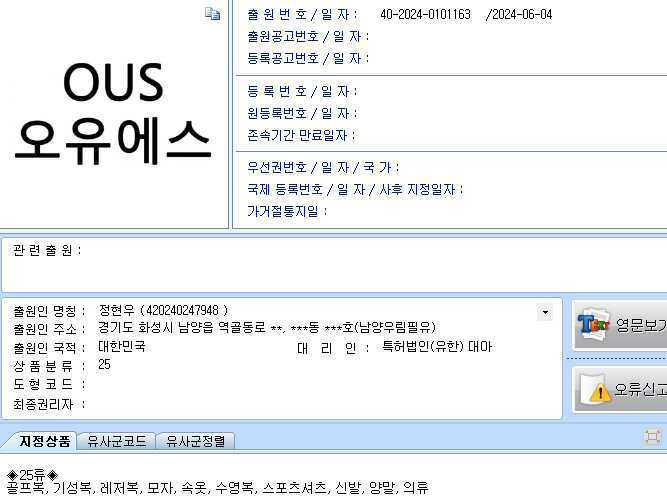 OUS
오유에스
출 원 번 호 / 일 자 : 40-2024-0101163 /2024-06-04
출원공고번호 / 일 자 :
등록공고번호 / 일 자 :
등 록 번 호 / 일 자 :
원등록번호 / 일 자 :
존속기간 만료일자 :
우선권번호 / 일 자 / 국 가 :
국제 등록번호 / 일 자 / 사후 지정일자 :
가거절통지일 :
관 련 출 원 :
출원인 명칭 : 정현우 ( 420240247948 )
출원인 주소 : 경기도 화성시 남양읍 역골동로 **, ***동 ***호(남양우림필유)
출원인 국적 : 대한민국 대 리 인 : 특허법인(유한) 대아
상 품 분 류 : 25
도 형 코 드 :
최종권리자 :
영문보기
오류신고
지정상품 유사군코드 유사군정렬
◈25류◈
골프복, 기성복, 레저복, 모자, 속옷, 수영복, 스포츠셔츠, 신발, 양말, 의류